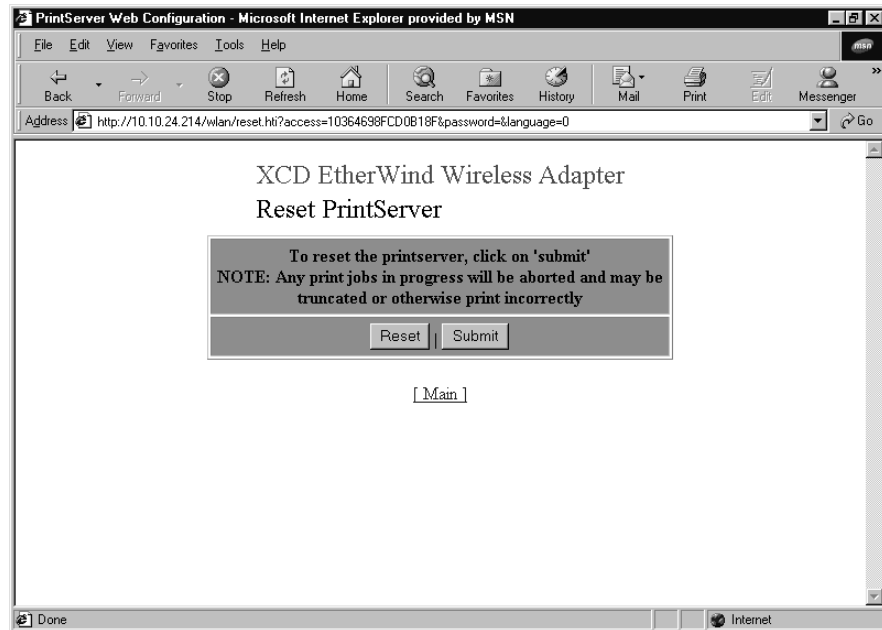 PrintServer Web Configuration - Microsoft Internet Explorer provided by MSN
File Edit View Favorites Tools Help
msn
Back Forward Stop Refresh Home Search Favorites History Mail Print Edit Messenger »
Address http://10.10.24.214/wlan/reset.hti?access=10364698FCD0B18F&password=&language=0 Go
XCD EtherWind Wireless Adapter
Reset PrintServer
To reset the printserver, click on 'submit'
NOTE: Any print jobs in progress will be aborted and may be
truncated or otherwise print incorrectly
Reset | Submit
[ Main ]
Done Internet